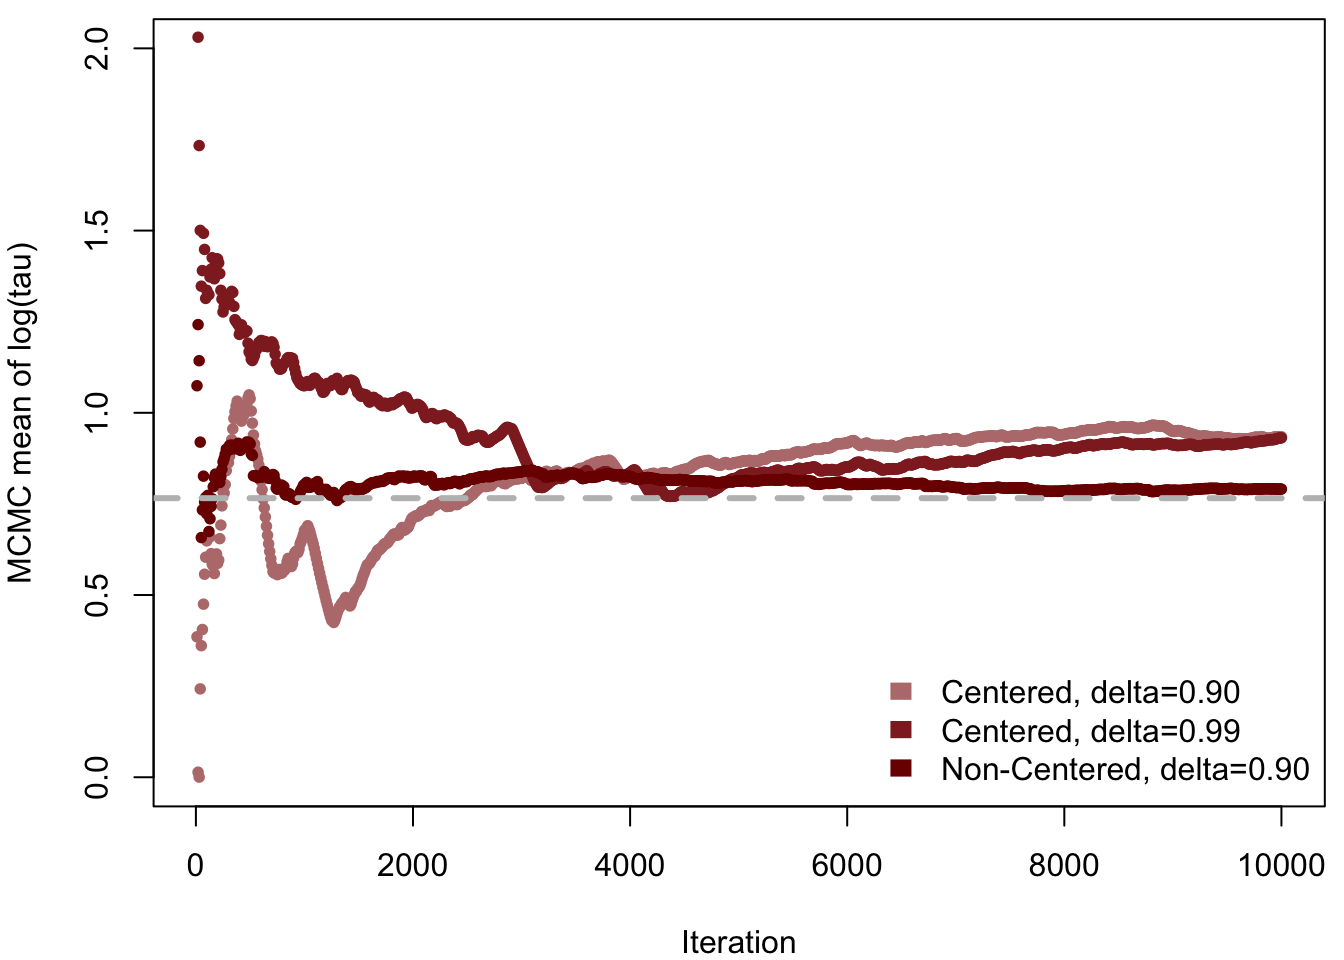 MCMC mean of log(tau)
2.0
1.5
1.0
0.5
0.0
Centered, delta=0.90
Centered, delta=0.99
Non-Centered, delta=0.90
0 2000 4000 6000 8000 10000
Iteration